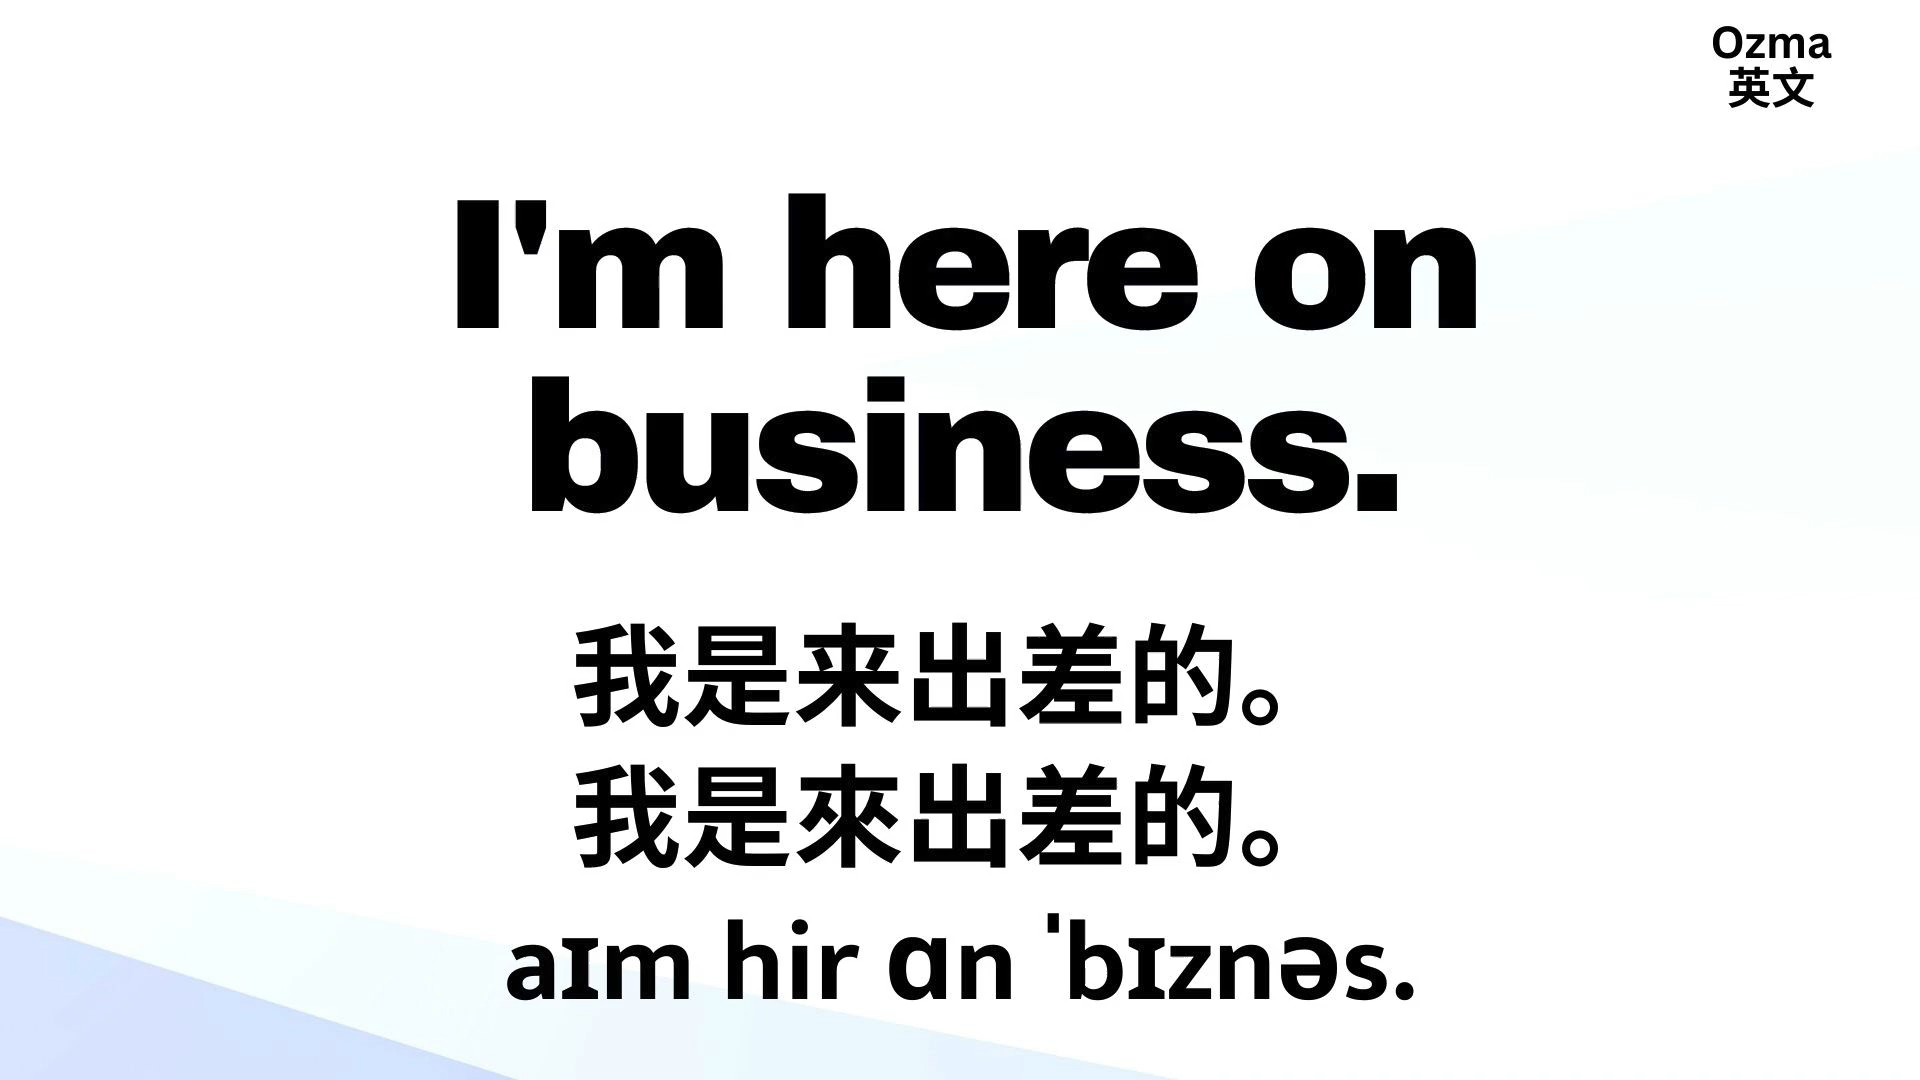 Ozma
英文
I'm here on
business.
我是来出差的。
我是來出差的。
aɪm hir ɑn ˈbɪznəs.